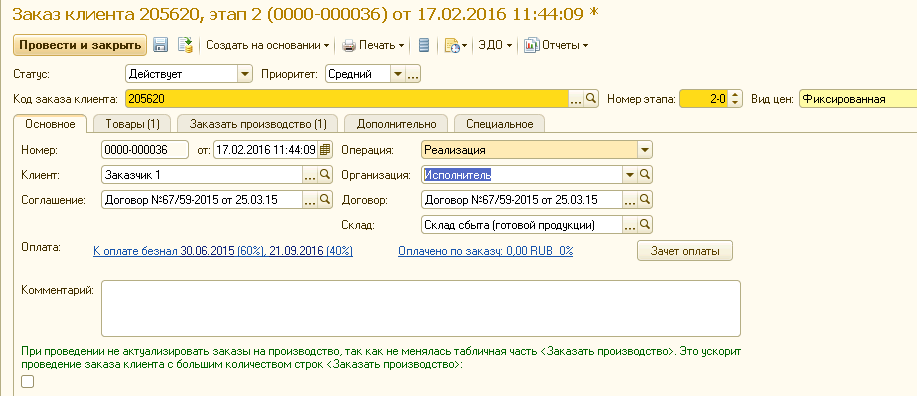 Заказ клиента 205620, этап 2 (0000-000036) от 17.02.2016 11:44:09 *
Провести и закрыть Создать на основании Печать ЭДО Отчеты
Статус: Действует Приоритет: Средний ...
Код заказа клиента: 205620 ... Номер этапа: 2-0 Вид цен: Фиксированная
Основное Товары (1) Заказать производство (1) Дополнительно Специальное
Номер: 0000-000036 от: 17.02.2016 11:44:09 Операция: Реализация
Клиент: Заказчик 1 ... Организация: Исполнитель
Соглашение: Договор №67/59-2015 от 25.03.15 ... Договор: Договор №67/59-2015 от 25.03.15 ...
Склад: Склад сбыта (готовой продукции) ...
Оплата: К оплате безнал 30.06.2015 (60%), 21.09.2016 (40%) Оплачено по заказу: 0,00 RUB 0% Зачет оплаты
Комментарий:
При проведении не актуализировать заказы на производство, так как не менялась табличная часть <Заказать производство>. Это ускорит
проведение заказа клиента с большим количеством строк <Заказать производство>: